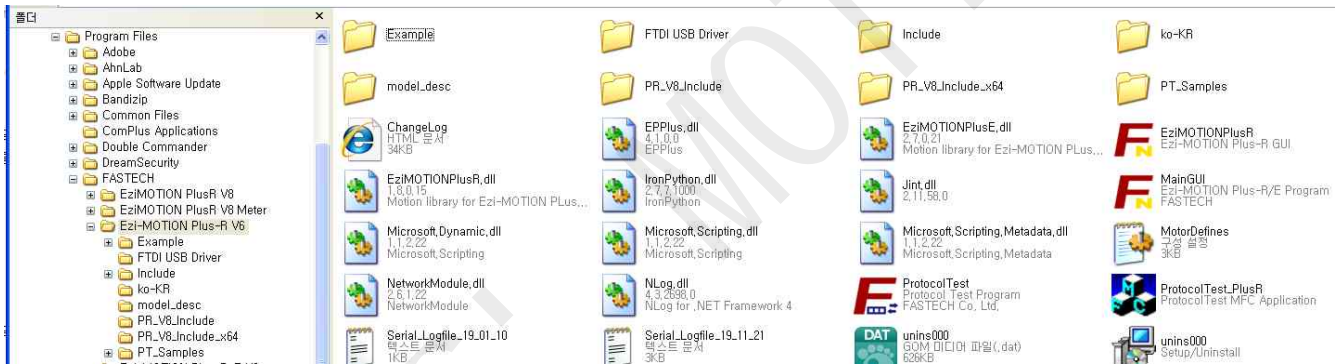 폴더
×
Program Files
Adobe
AhnLab
Apple Software Update
Bandizip
Common Files
ComPlus Applications
Double Commander
DreamSecurity
FASTECH
EziMOTION PlusR V8
EziMOTION PlusR V8 Meter
Ezi-MOTION Plus-R V6
Example
FTDI USB Driver
Include
ko-KR
model_desc
PR_V8_Include
PR_V8_Include_x64
PT_Samples
Example
FTDI USB Driver
Include
ko-KR
model_desc
PR_V8_Include
PR_V8_Include_x64
PT_Samples
ChangeLog
HTML 문서
34KB
EPPlus.dll
4.1.0.0
EPPlus
EziMOTIONPlusE.dll
2.7.0.21
Motion library for Ezi-MOTION PLus...
EziMOTIONPlusR
Ezi-MOTION Plus-R GUI
EziMOTIONPlusR.dll
1.8.0.15
Motion library for Ezi-MOTION PLus...
IronPython.dll
2.7.7.1000
IronPython
Jint.dll
2.11.58.0
MainGUI
Ezi-MOTION Plus-R/E Program
FASTECH
Microsoft.Dynamic.dll
1.1.2.22
Microsoft.Scripting
Microsoft.Scripting.dll
1.1.2.22
Microsoft.Scripting
Microsoft.Scripting.Metadata.dll
1.1.2.22
Microsoft.Scripting.Metadata
MotorDefines
구성 설정
3KB
NetworkModule.dll
2.6.1.22
NetworkModule
NLog.dll
4.3.2698.0
NLog for .NET Framework 4
ProtocolTest
Protocol Test Program
FASTECH Co, Ltd.
ProtocolTest_PlusR
ProtocolTest MFC Application
Serial_Logfile_19_01_10
텍스트 문서
1KB
Serial_Logfile_19_11_21
텍스트 문서
3KB
DAT
unins000
GOM 미디어 파일(.dat)
626KB
unins000
Setup/Uninstall